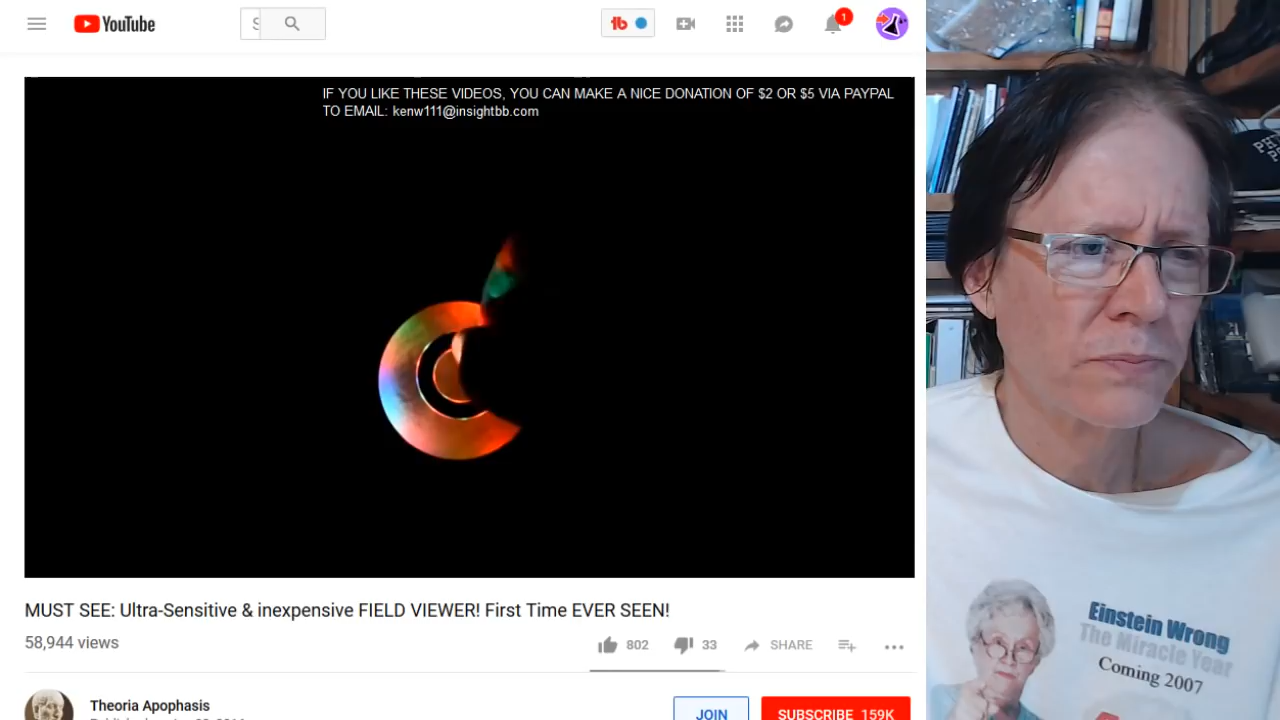 YouTube
S
tb
1
IF YOU LIKE THESE VIDEOS, YOU CAN MAKE A NICE DONATION OF $2 OR $5 VIA PAYPAL
TO EMAIL: kenw111@insightbb.com
MUST SEE: Ultra-Sensitive & inexpensive FIELD VIEWER! First Time EVER SEEN!
58,944 views
802
33
SHARE
Theoria Apophasis
JOIN
SUBSCRIBE 159K
Einstein Wrong
The Miracle Year
Coming 2007